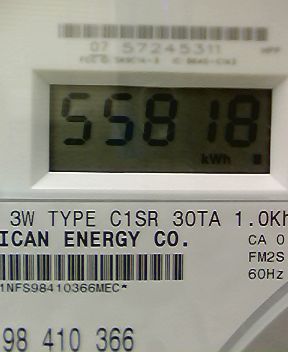 07 57245311
55818
kWh
3W TYPE C1SR 30TA 1.0Kh
ICAN ENERGY CO.
CA 0
FM2S
60Hz
1NFS98410366MEC*
98 410 366